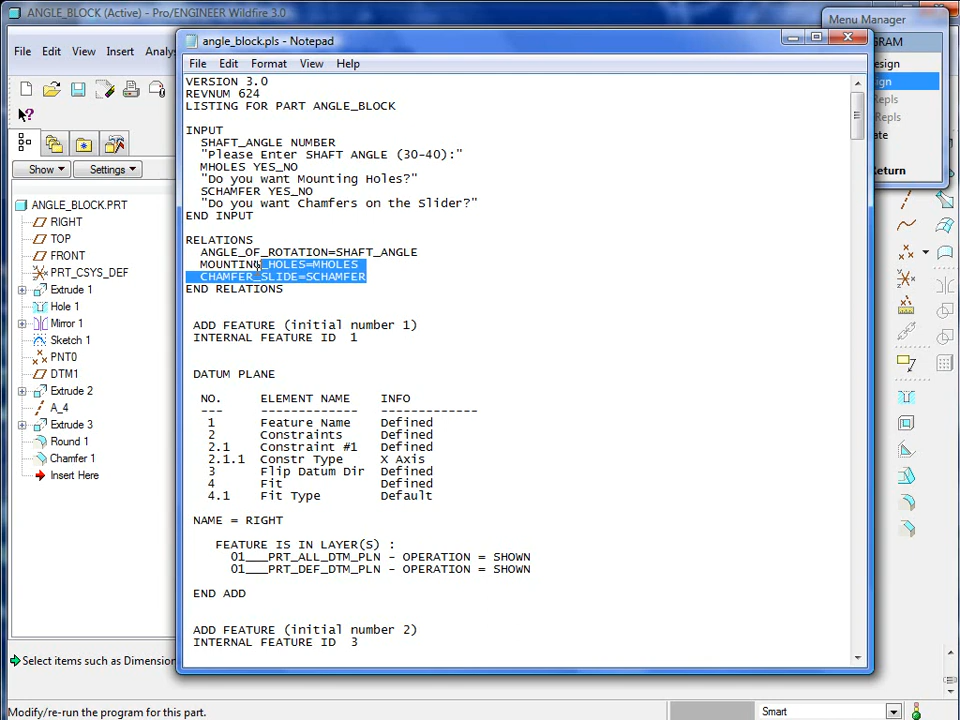 ANGLE_BLOCK (Active) - Pro/ENGINEER Wildfire 3.0
File Edit View Insert Analys
Show Settings
ANGLE_BLOCK.PRT
RIGHT
TOP
FRONT
PRT_CSYS_DEF
Extrude 1
Hole 1
Mirror 1
Sketch 1
PNT0
DTM1
Extrude 2
A_4
Extrude 3
Round 1
Chamfer 1
Insert Here
Select items such as Dimension
Modify/re-run the program for this part.
Smart
Menu Manager
GRAM
esign
ign
Repls
Repls
ate
Return
angle_block.pls - Notepad
File Edit Format View Help
VERSION 3.0
REVNUM 624
LISTING FOR PART ANGLE_BLOCK
INPUT
SHAFT_ANGLE NUMBER
"Please Enter SHAFT ANGLE (30-40):"
MHOLES YES_NO
"Do you want Mounting Holes?"
SCHAMFER YES_NO
"Do you want Chamfers on the Slider?"
END INPUT
RELATIONS
ANGLE_OF_ROTATION=SHAFT_ANGLE
MOUNTING_HOLES=MHOLES
CHAMFER_SLIDE=SCHAMFER
END RELATIONS
ADD FEATURE (initial number 1)
INTERNAL FEATURE ID 1
DATUM PLANE
NO. ELEMENT NAME INFO
--- ------------- -------------
1 Feature Name Defined
2 Constraints Defined
2.1 Constraint #1 Defined
2.1.1 Constr Type X Axis
3 Flip Datum Dir Defined
4 Fit Defined
4.1 Fit Type Default
NAME = RIGHT
FEATURE IS IN LAYER(S) :
01___PRT_ALL_DTM_PLN - OPERATION = SHOWN
01___PRT_DEF_DTM_PLN - OPERATION = SHOWN
END ADD
ADD FEATURE (initial number 2)
INTERNAL FEATURE ID 3